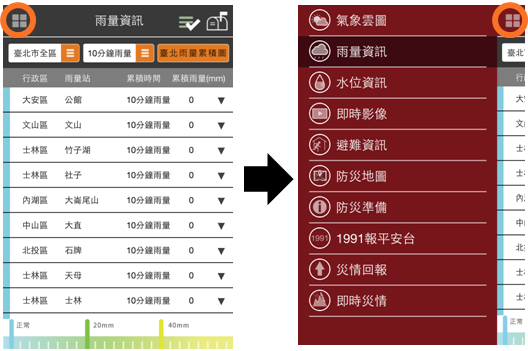 雨量資訊
臺北市全區 10分鐘雨量 臺北雨量累積圖
行政區 雨量站 累積時間 累積雨量(mm)
大安區 公館 10分鐘雨量 0
文山區 文山 10分鐘雨量 0
士林區 竹子湖 10分鐘雨量 0
士林區 社子 10分鐘雨量 0
內湖區 大崙尾山 10分鐘雨量 0
中山區 大直 10分鐘雨量 0
北投區 石牌 10分鐘雨量 0
士林區 天母 10分鐘雨量 0
士林區 士林 10分鐘雨量 0
正常 20mm 40mm
氣象雲圖
雨量資訊
水位資訊
即時影像
避難資訊
防災地圖
防災準備
1991 1991報平安台
災情回報
即時災情
臺北
行
大
文
士
士
內
中
北
士
士
正常